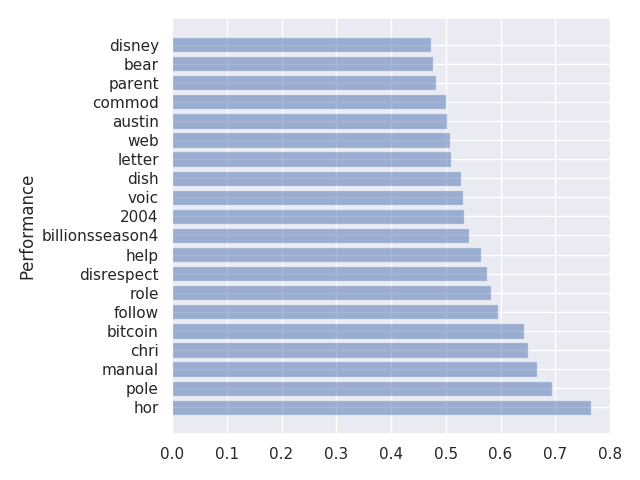 disney
bear
parent
commod
austin
web
letter
dish
voic
2004
billionsseason4
help
disrespect
role
follow
bitcoin
chri
manual
pole
hor
Performance
0.0 0.1 0.2 0.3 0.4 0.5 0.6 0.7 0.8